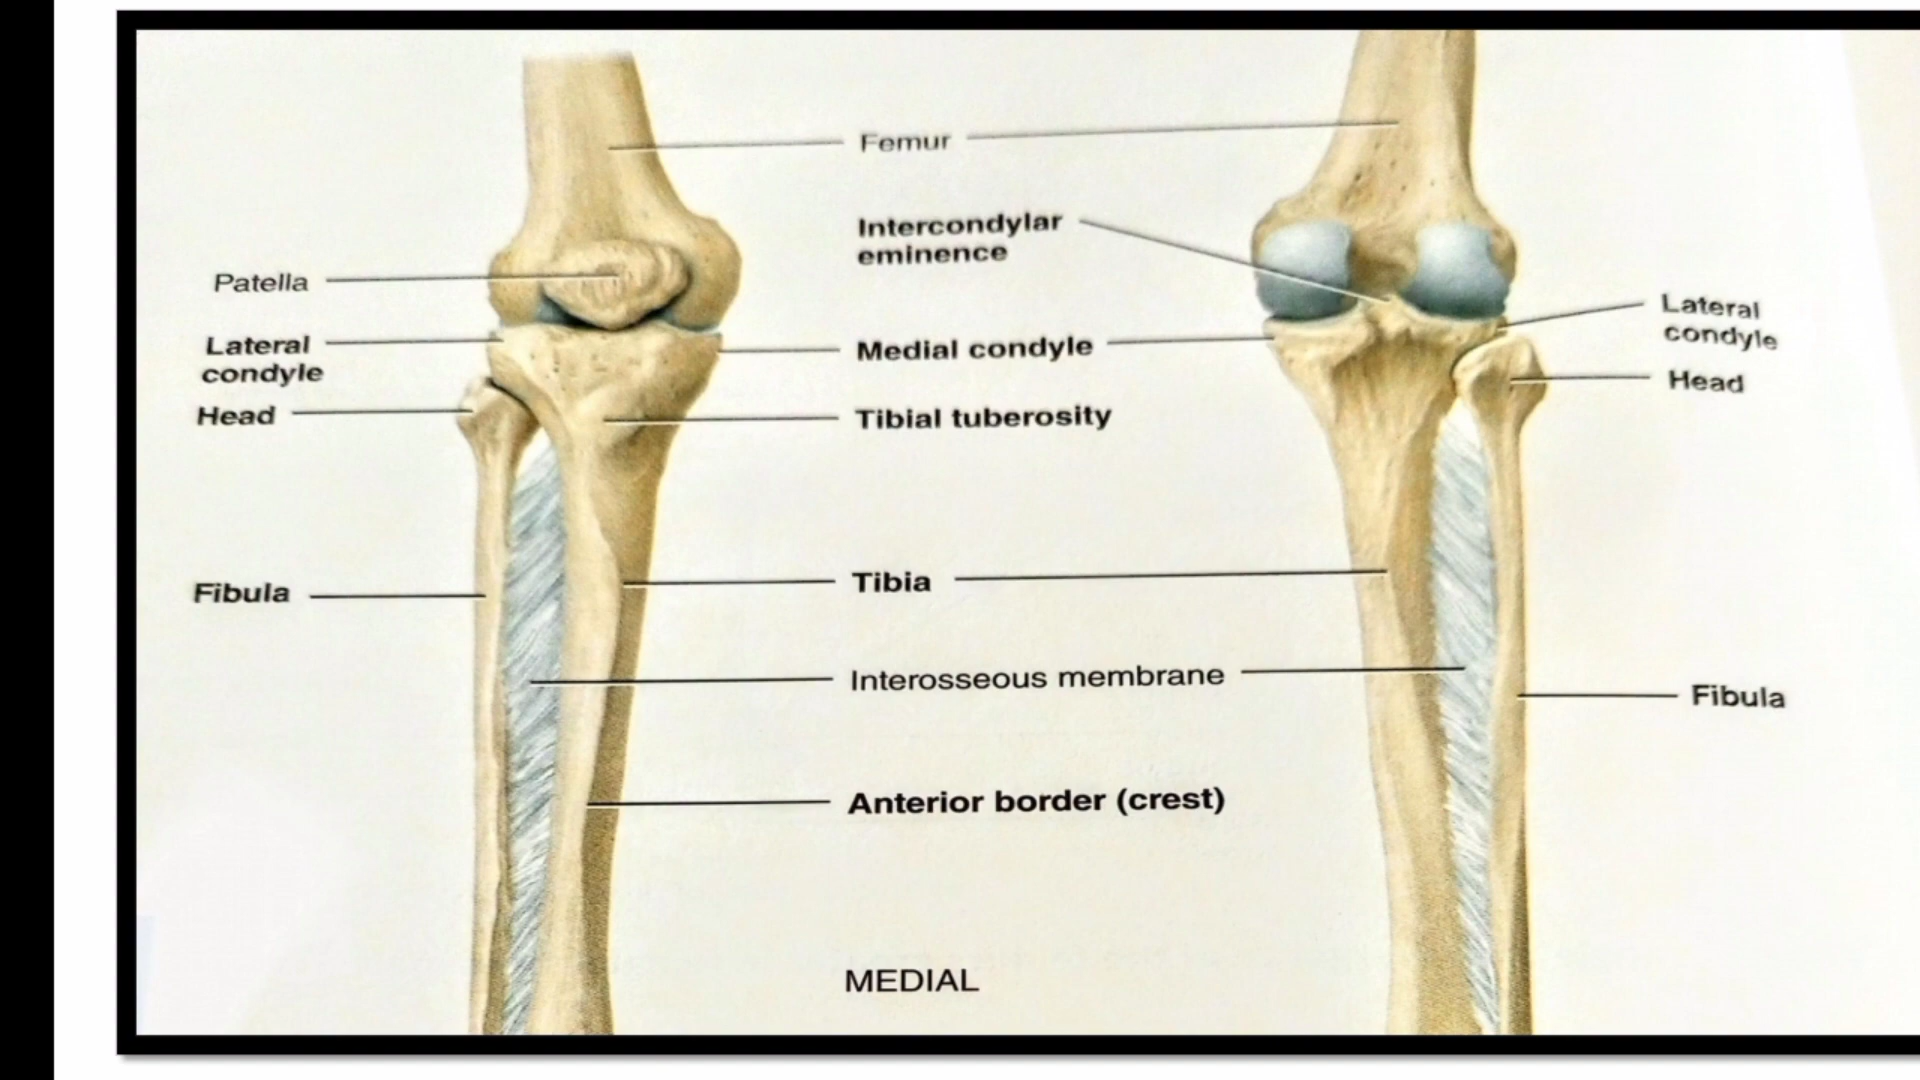 Femur
Intercondylar
eminence
Patella
Lateral
condyle
Medial condyle
Lateral
condyle
Head
Head
Tibial tuberosity
Fibula
Tibia
Interosseous membrane
Fibula
Anterior border (crest)
MEDIAL